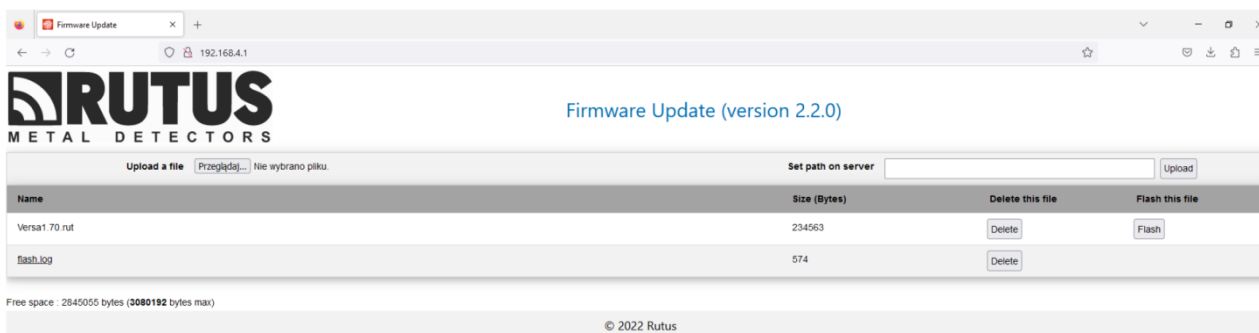 Firmware Update
192.168.4.1
RUTUS
METAL DETECTORS
Firmware Update (version 2.2.0)
Upload a file Przeglądaj... Nie wybrano pliku. Set path on server Upload
Name Size (Bytes) Delete this file Flash this file
Versa1.70.rut 234563 Delete Flash
flash.log 574 Delete
Free space : 2845055 bytes (3080192 bytes max)
© 2022 Rutus